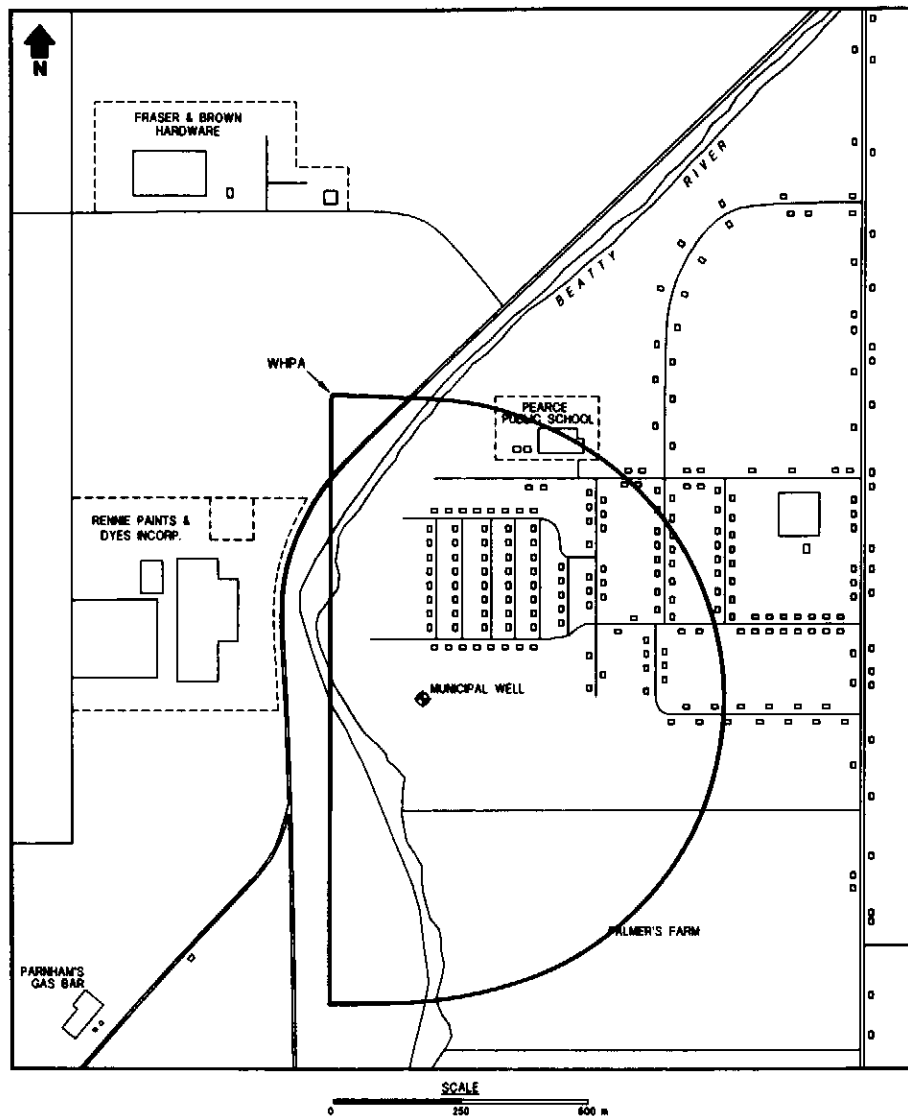 N
FRASER & BROWN
HARDWARE
BEATTY RIVER
WHPA
PEARCE
PUBLIC SCHOOL
RENNIE PAINTS &
DYES INCORP.
MUNICIPAL WELL
PALMER'S FARM
PARNHAM'S
GAS BAR
SCALE
0 250 500 m